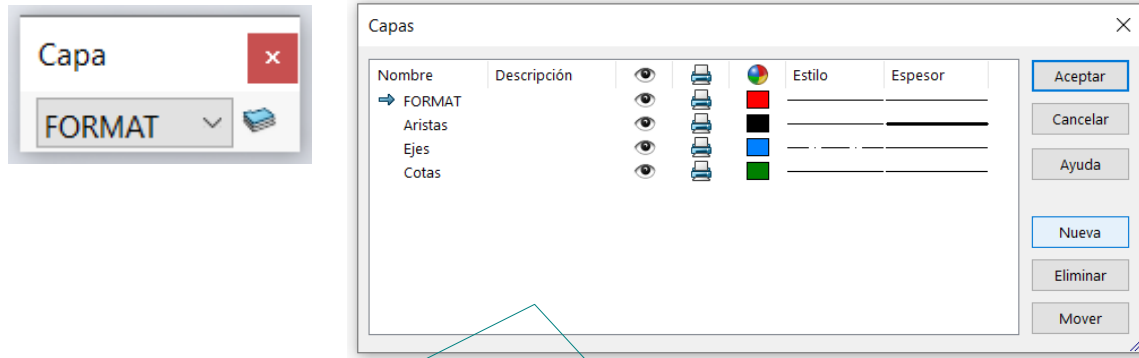 Capa
x
FORMAT
Capas
Nombre Descripción Estilo Espesor
FORMAT
Aristas
Ejes
Cotas
Aceptar
Cancelar
Ayuda
Nueva
Eliminar
Mover